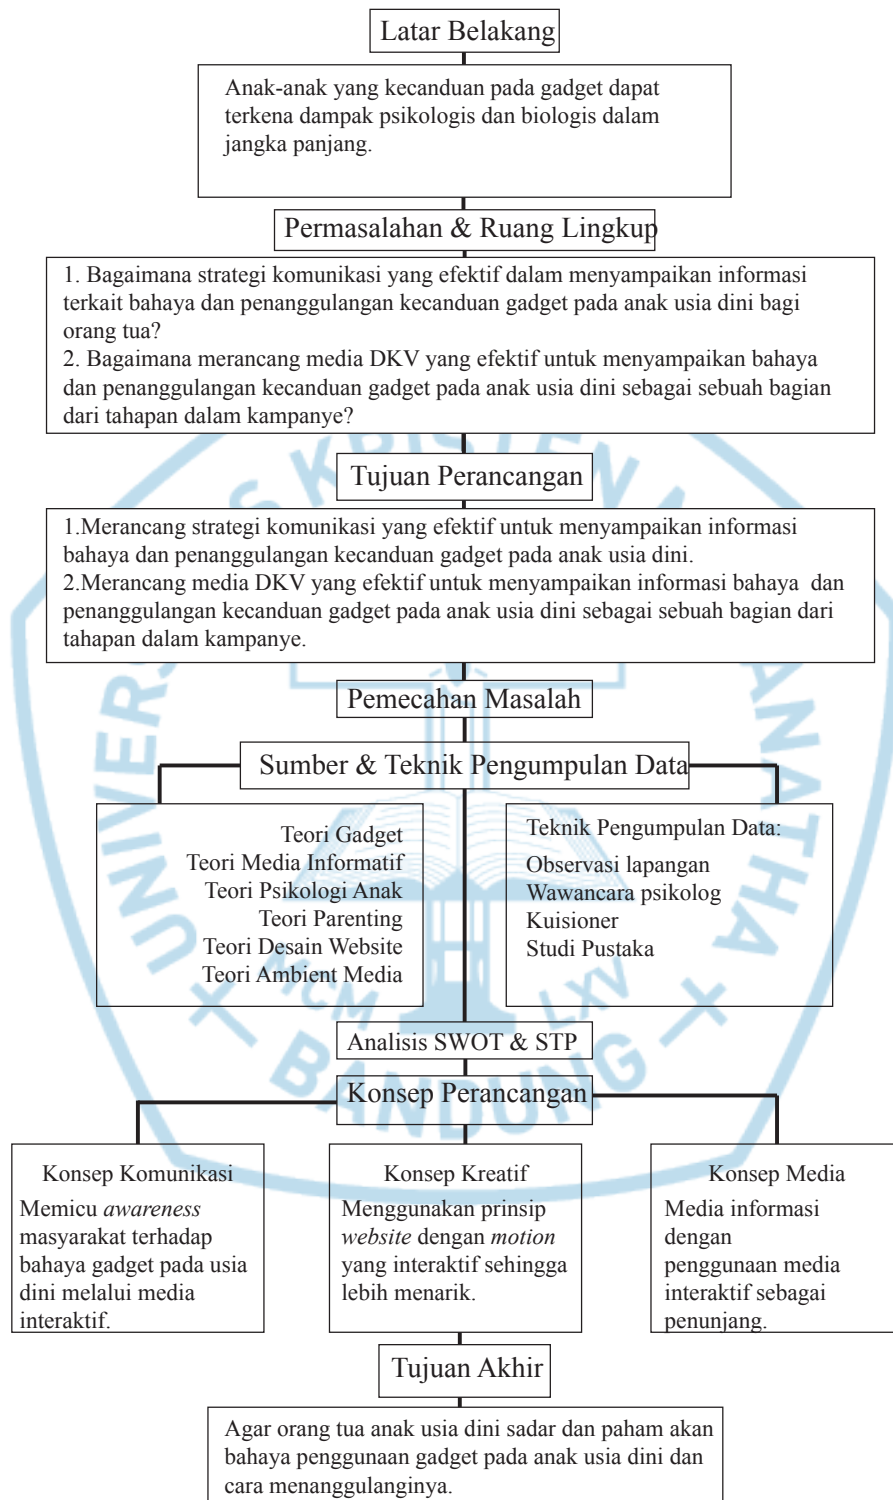 Latar Belakang
Anak-anak yang kecanduan pada gadget dapat
terkena dampak psikologis dan biologis dalam
jangka panjang.
Permasalahan & Ruang Lingkup
1. Bagaimana strategi komunikasi yang efektif dalam menyampaikan informasi
terkait bahaya dan penanggulangan kecanduan gadget pada anak usia dini bagi
orang tua?
2. Bagaimana merancang media DKV yang efektif untuk menyampaikan bahaya
dan penanggulangan kecanduan gadget pada anak usia dini sebagai sebuah bagian
dari tahapan dalam kampanye?
Tujuan Perancangan
1.Merancang strategi komunikasi yang efektif untuk menyampaikan informasi
bahaya dan penanggulangan kecanduan gadget pada anak usia dini.
2.Merancang media DKV yang efektif untuk menyampaikan informasi bahaya  dan
penanggulangan kecanduan gadget pada anak usia dini sebagai sebuah bagian dari
tahapan dalam kampanye.
Pemecahan Masalah
Sumber & Teknik Pengumpulan Data
Teori Gadget
Teori Media Informatif
Teori Psikologi Anak
Teori Parenting
Teori Desain Website
Teori Ambient Media
Teknik Pengumpulan Data:
Observasi lapangan
Wawancara psikolog
Kuisioner
Studi Pustaka
Analisis SWOT & STP
Konsep Perancangan
Konsep Komunikasi
Memicu awareness
masyarakat terhadap
bahaya gadget pada usia
dini melalui media
interaktif.
Konsep Kreatif
Menggunakan prinsip
website dengan motion
yang interaktif sehingga
lebih menarik.
Konsep Media
Media informasi
dengan
penggunaan media
interaktif sebagai
penunjang.
Tujuan Akhir
Agar orang tua anak usia dini sadar dan paham akan
bahaya penggunaan gadget pada anak usia dini dan
cara menanggulanginya.
MCM
LXV
BANDUNG